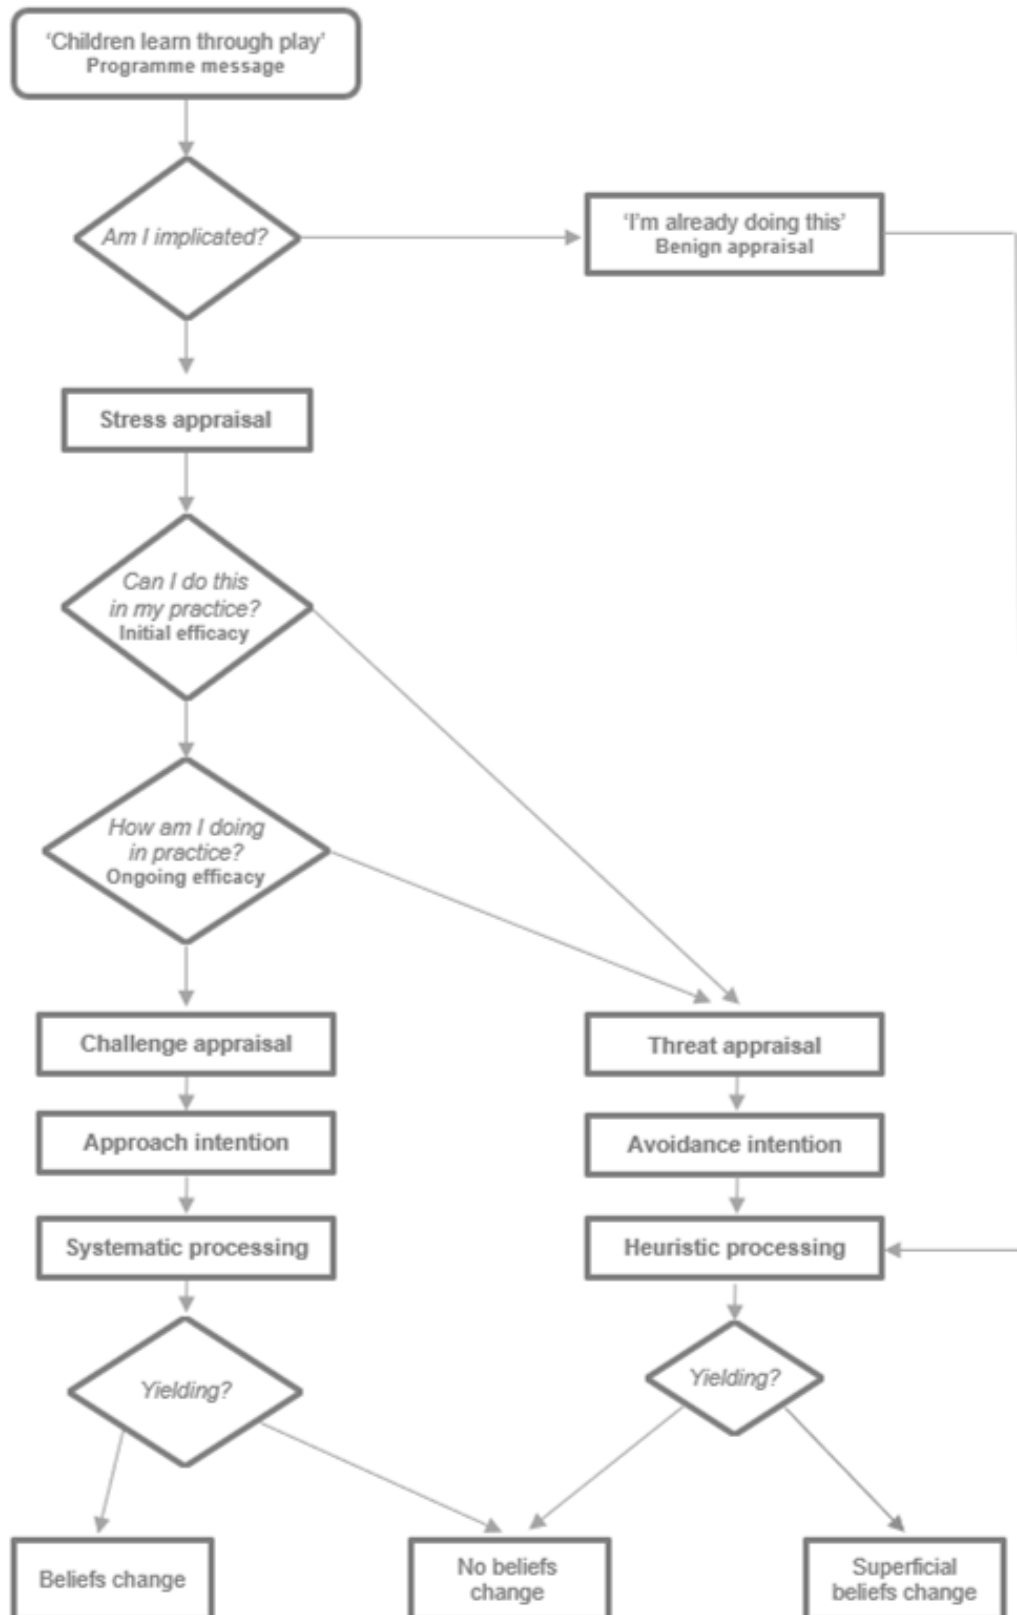 ‘Children learn through play’
Programme message
Am I implicated?
‘I’m already doing this’
Benign appraisal
Stress appraisal
Can I do this
in my practice?
Initial efficacy
How am I doing
in practice?
Ongoing efficacy
Challenge appraisal
Threat appraisal
Approach intention
Avoidance intention
Systematic processing
Heuristic processing
Yielding?
Yielding?
Beliefs change
No beliefs
change
Superficial
beliefs change